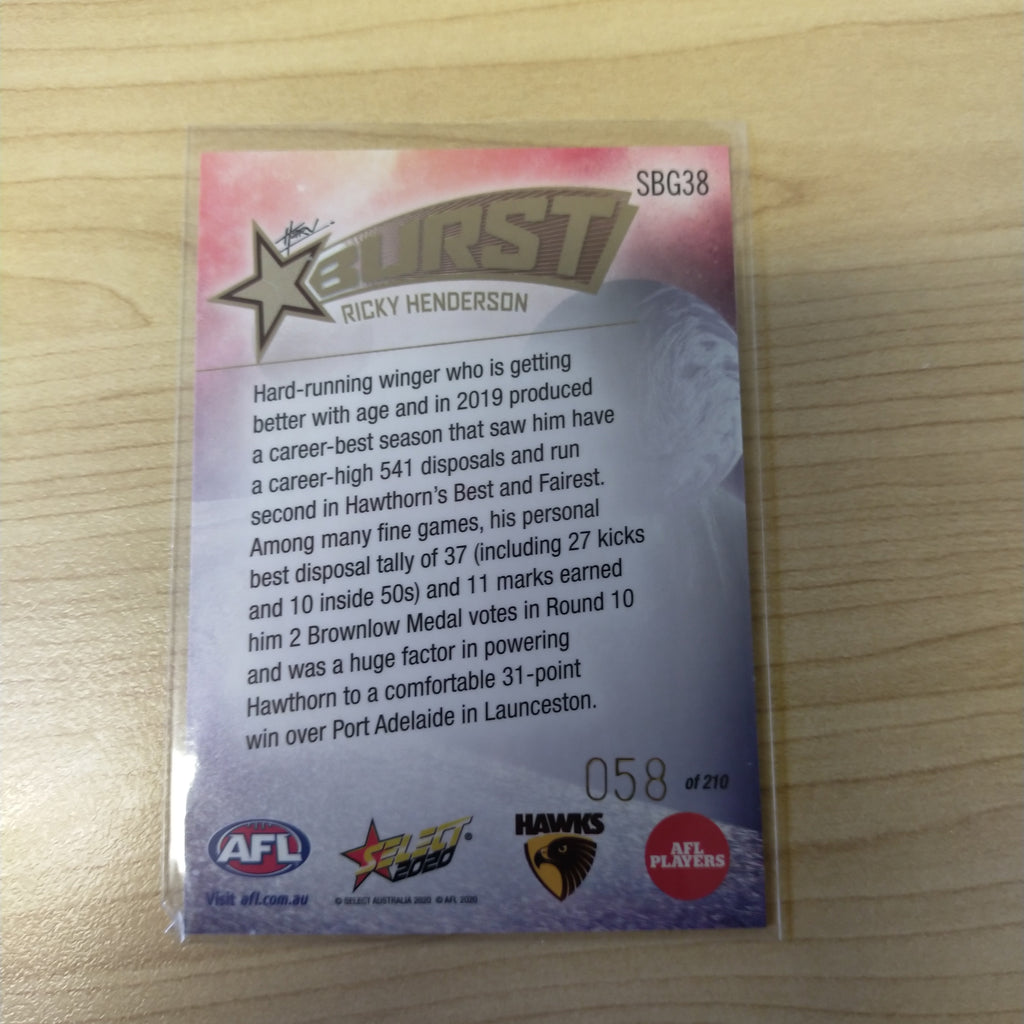 SBG38
BURST
RICKY HENDERSON
Hard-running winger who is getting
better with age and in 2019 produced
a career-best season that saw him have
a career-high 541 disposals and run
second in Hawthorn's Best and Fairest.
Among many fine games, his personal
best disposal tally of 37 (including 27 kicks
and 10 inside 50s) and 11 marks earned
him 2 Brownlow Medal votes in Round 10
and was a huge factor in powering
Hawthorn to a comfortable 31-point
win over Port Adelaide in Launceston.
058 of 210
AFL
Visit afl.com.au
SELECT®
2020
© SELECT AUSTRALIA 2020 © AFL 2020
HAWKS
AFL
PLAYERS